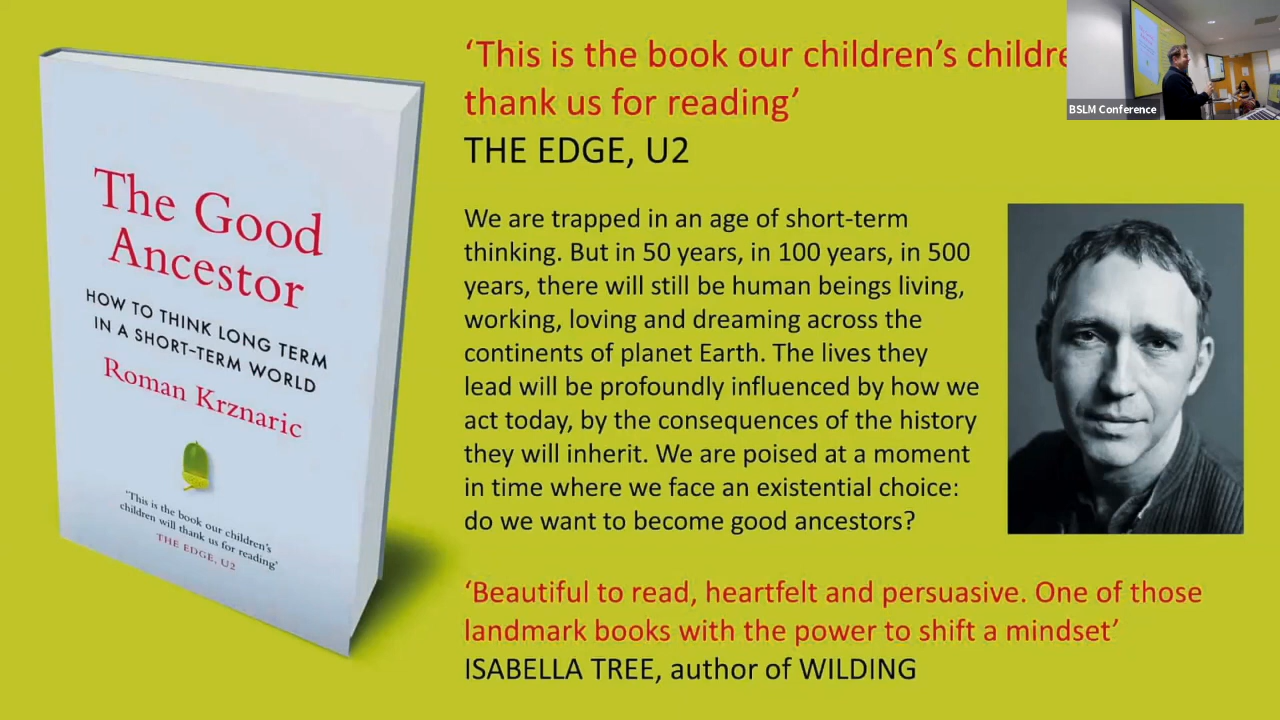 The Good
Ancestor
HOW TO THINK LONG TERM
IN A SHORT-TERM WORLD
Roman Krznaric
'This is the book our children's
children will thank us for reading'
THE EDGE, U2
‘This is the book our children’s childre
thank us for reading’
THE EDGE, U2
We are trapped in an age of short-term
thinking. But in 50 years, in 100 years, in 500
years, there will still be human beings living,
working, loving and dreaming across the
continents of planet Earth. The lives they
lead will be profoundly influenced by how we
act today, by the consequences of the history
they will inherit. We are poised at a moment
in time where we face an existential choice:
do we want to become good ancestors?
‘Beautiful to read, heartfelt and persuasive. One of those
landmark books with the power to shift a mindset’
ISABELLA TREE, author of WILDING
BSLM Conference